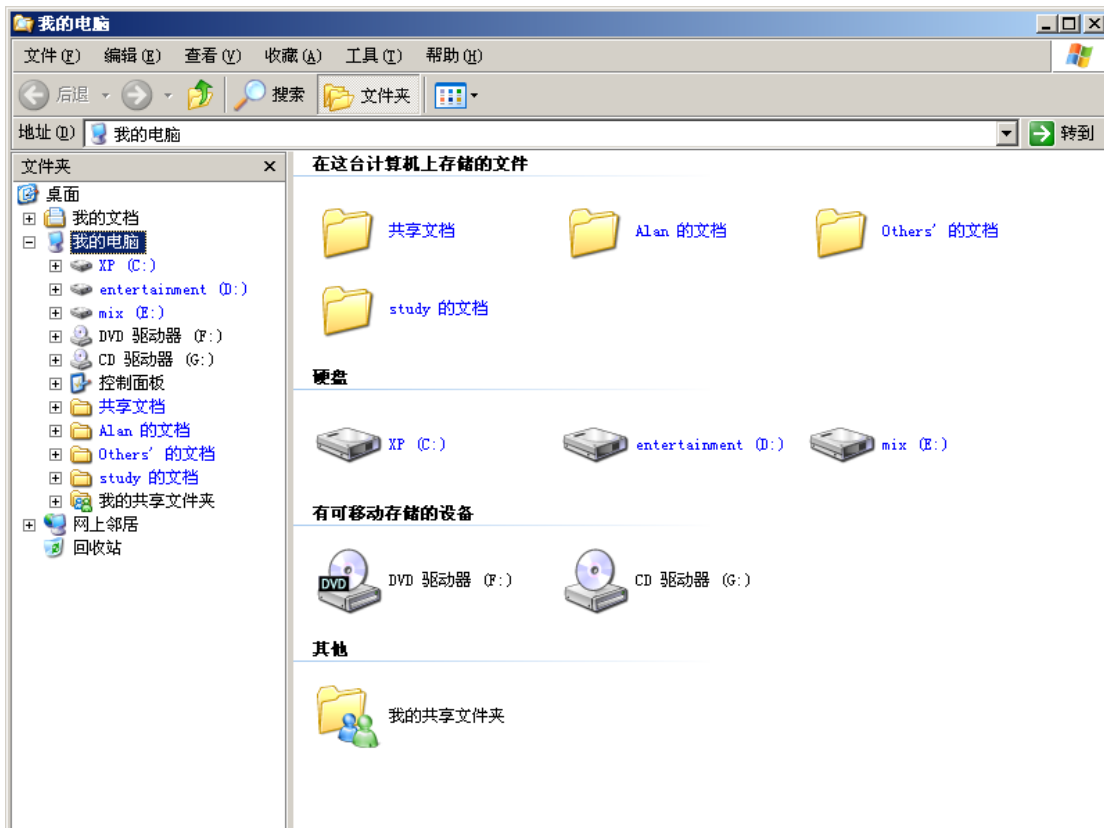 我的电脑
文件(F) 编辑(E) 查看(V) 收藏(A) 工具(T) 帮助(H)
后退 搜索 文件夹
地址(D) 我的电脑 转到
文件夹
桌面
我的文档
我的电脑
XP (C:)
entertainment (D:)
mix (E:)
DVD 驱动器 (F:)
CD 驱动器 (G:)
控制面板
共享文档
Alan 的文档
Others' 的文档
study 的文档
我的共享文件夹
网上邻居
回收站
在这台计算机上存储的文件
共享文档 Alan 的文档 Others' 的文档
study 的文档
硬盘
XP (C:) entertainment (D:) mix (E:)
有可移动存储的设备
DVD DVD 驱动器 (F:) CD 驱动器 (G:)
其他
我的共享文件夹